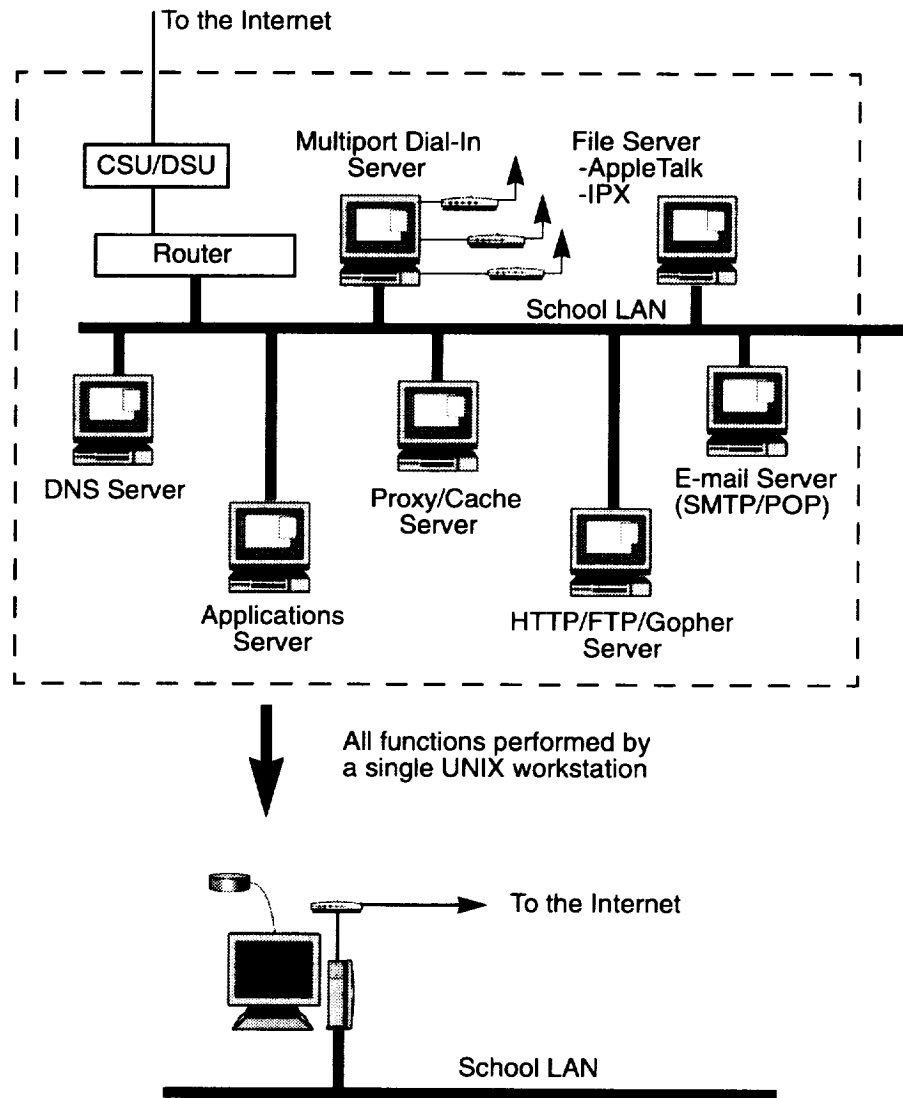 To the Internet
CSU/DSU
Router
Multiport Dial-In
Server
File Server
-AppleTalk
-IPX
School LAN
DNS Server
Applications
Server
Proxy/Cache
Server
HTTP/FTP/Gopher
Server
E-mail Server
(SMTP/POP)
All functions performed by
a single UNIX workstation
To the Internet
School LAN